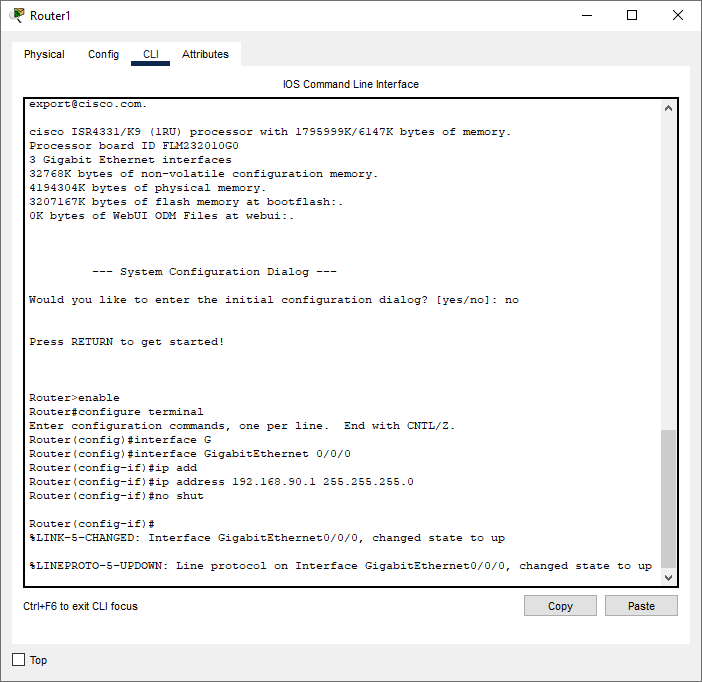 Router1
Physical Config CLI Attributes
IOS Command Line Interface
export@cisco.com.
cisco ISR4331/K9 (1RU) processor with 1795999K/6147K bytes of memory.
Processor board ID FLM232010G0
3 Gigabit Ethernet interfaces
32768K bytes of non-volatile configuration memory.
4194304K bytes of physical memory.
3207167K bytes of flash memory at bootflash:.
0K bytes of WebUI ODM Files at webui:.
--- System Configuration Dialog ---
Would you like to enter the initial configuration dialog? [yes/no]: no
Press RETURN to get started!
Router>enable
Router#configure terminal
Enter configuration commands, one per line.  End with CNTL/Z.
Router(config)#interface G
Router(config)#interface GigabitEthernet 0/0/0
Router(config-if)#ip add
Router(config-if)#ip address 192.168.90.1 255.255.255.0
Router(config-if)#no shut
Router(config-if)#
%LINK-5-CHANGED: Interface GigabitEthernet0/0/0, changed state to up
%LINEPROTO-5-UPDOWN: Line protocol on Interface GigabitEthernet0/0/0, changed state to up
Ctrl+F6 to exit CLI focus
Copy Paste
Top